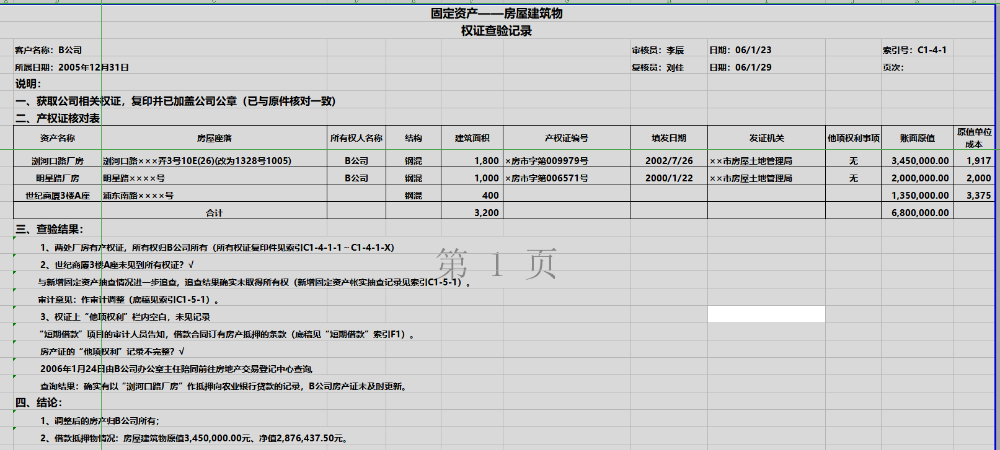 固定资产——房屋建筑物
权证查验记录
客户名称：B公司 审核员：李辰 日期：06/1/23 索引号：C1-4-1
所属日期：2005年12月31日 复核员：刘佳 日期：06/1/29 页次：
说明：
一、获取公司相关权证，复印并已加盖公司公章（已与原件核对一致）
二、产权证核对表
资产名称 房屋座落 所有权人名称 结构 建筑面积 产权证编号 填发日期 发证机关 他项权利事项 账面原值 原值单位成本
浏河口路厂房 浏河口路×××弄3号10E(26)(改为1328号1005) B公司 钢混 1,800 ×房市字第009979号 2002/7/26 ××市房屋土地管理局 无 3,450,000.00 1,917
明星路厂房 明星路××××号 B公司 钢混 1,000 ×房市字第006571号 2000/1/22 ××市房屋土地管理局 无 2,000,000.00 2,000
世纪商厦3楼A座 浦东南路××××号 钢混 400 1,350,000.00 3,375
合计 3,200 6,800,000.00
三、查验结果：
1、两处厂房有产权证，所有权归B公司所有（所有权证复印件见索引C1-4-1-1～C1-4-1-X）
2、世纪商厦3楼A座未见到所有权证？√
与新增固定资产抽查情况进一步追查，追查结果确实未取得所有权（新增固定资产帐实抽查记录见索引C1-5-1）。
审计意见：作审计调整（底稿见索引C1-5-1）。
3、权证上“他项权利”栏内空白，未见记录
“短期借款”项目的审计人员告知，借款合同订有房产抵押的条款（底稿见“短期借款”索引F1）。
房产证的“他项权利”记录不完整？√
2006年1月24日由B公司办公室主任陪同前往房地产交易登记中心查询，
查询结果：确实有以“浏河口路厂房”作抵押向农业银行贷款的记录，B公司房产证未及时更新。
四、结论：
1、调整后的房产归B公司所有；
2、借款抵押物情况：房屋建筑物原值3,450,000.00元、净值2,876,437.50元。
第 1 页